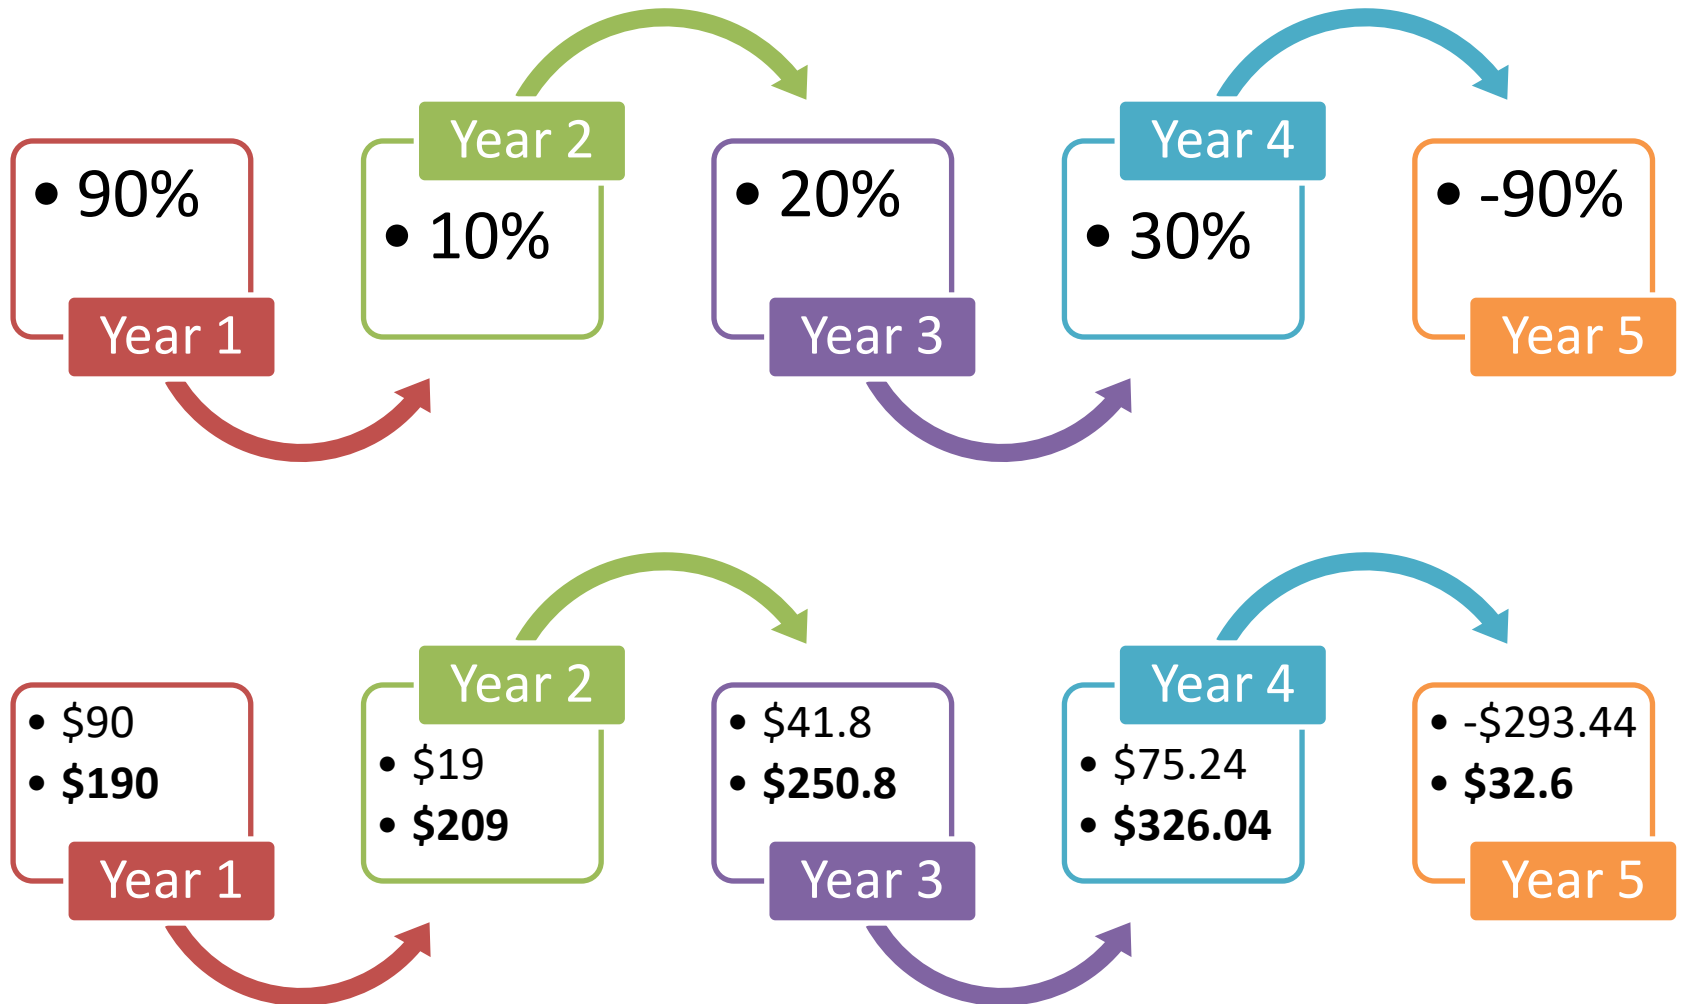 • 90%
Year 1
Year 2
• 10%
• 20%
Year 3
Year 4
• 30%
• -90%
Year 5
• $90
• $190
Year 1
Year 2
• $19
• $209
• $41.8
• $250.8
Year 3
Year 4
• $75.24
• $326.04
• -$293.44
• $32.6
Year 5